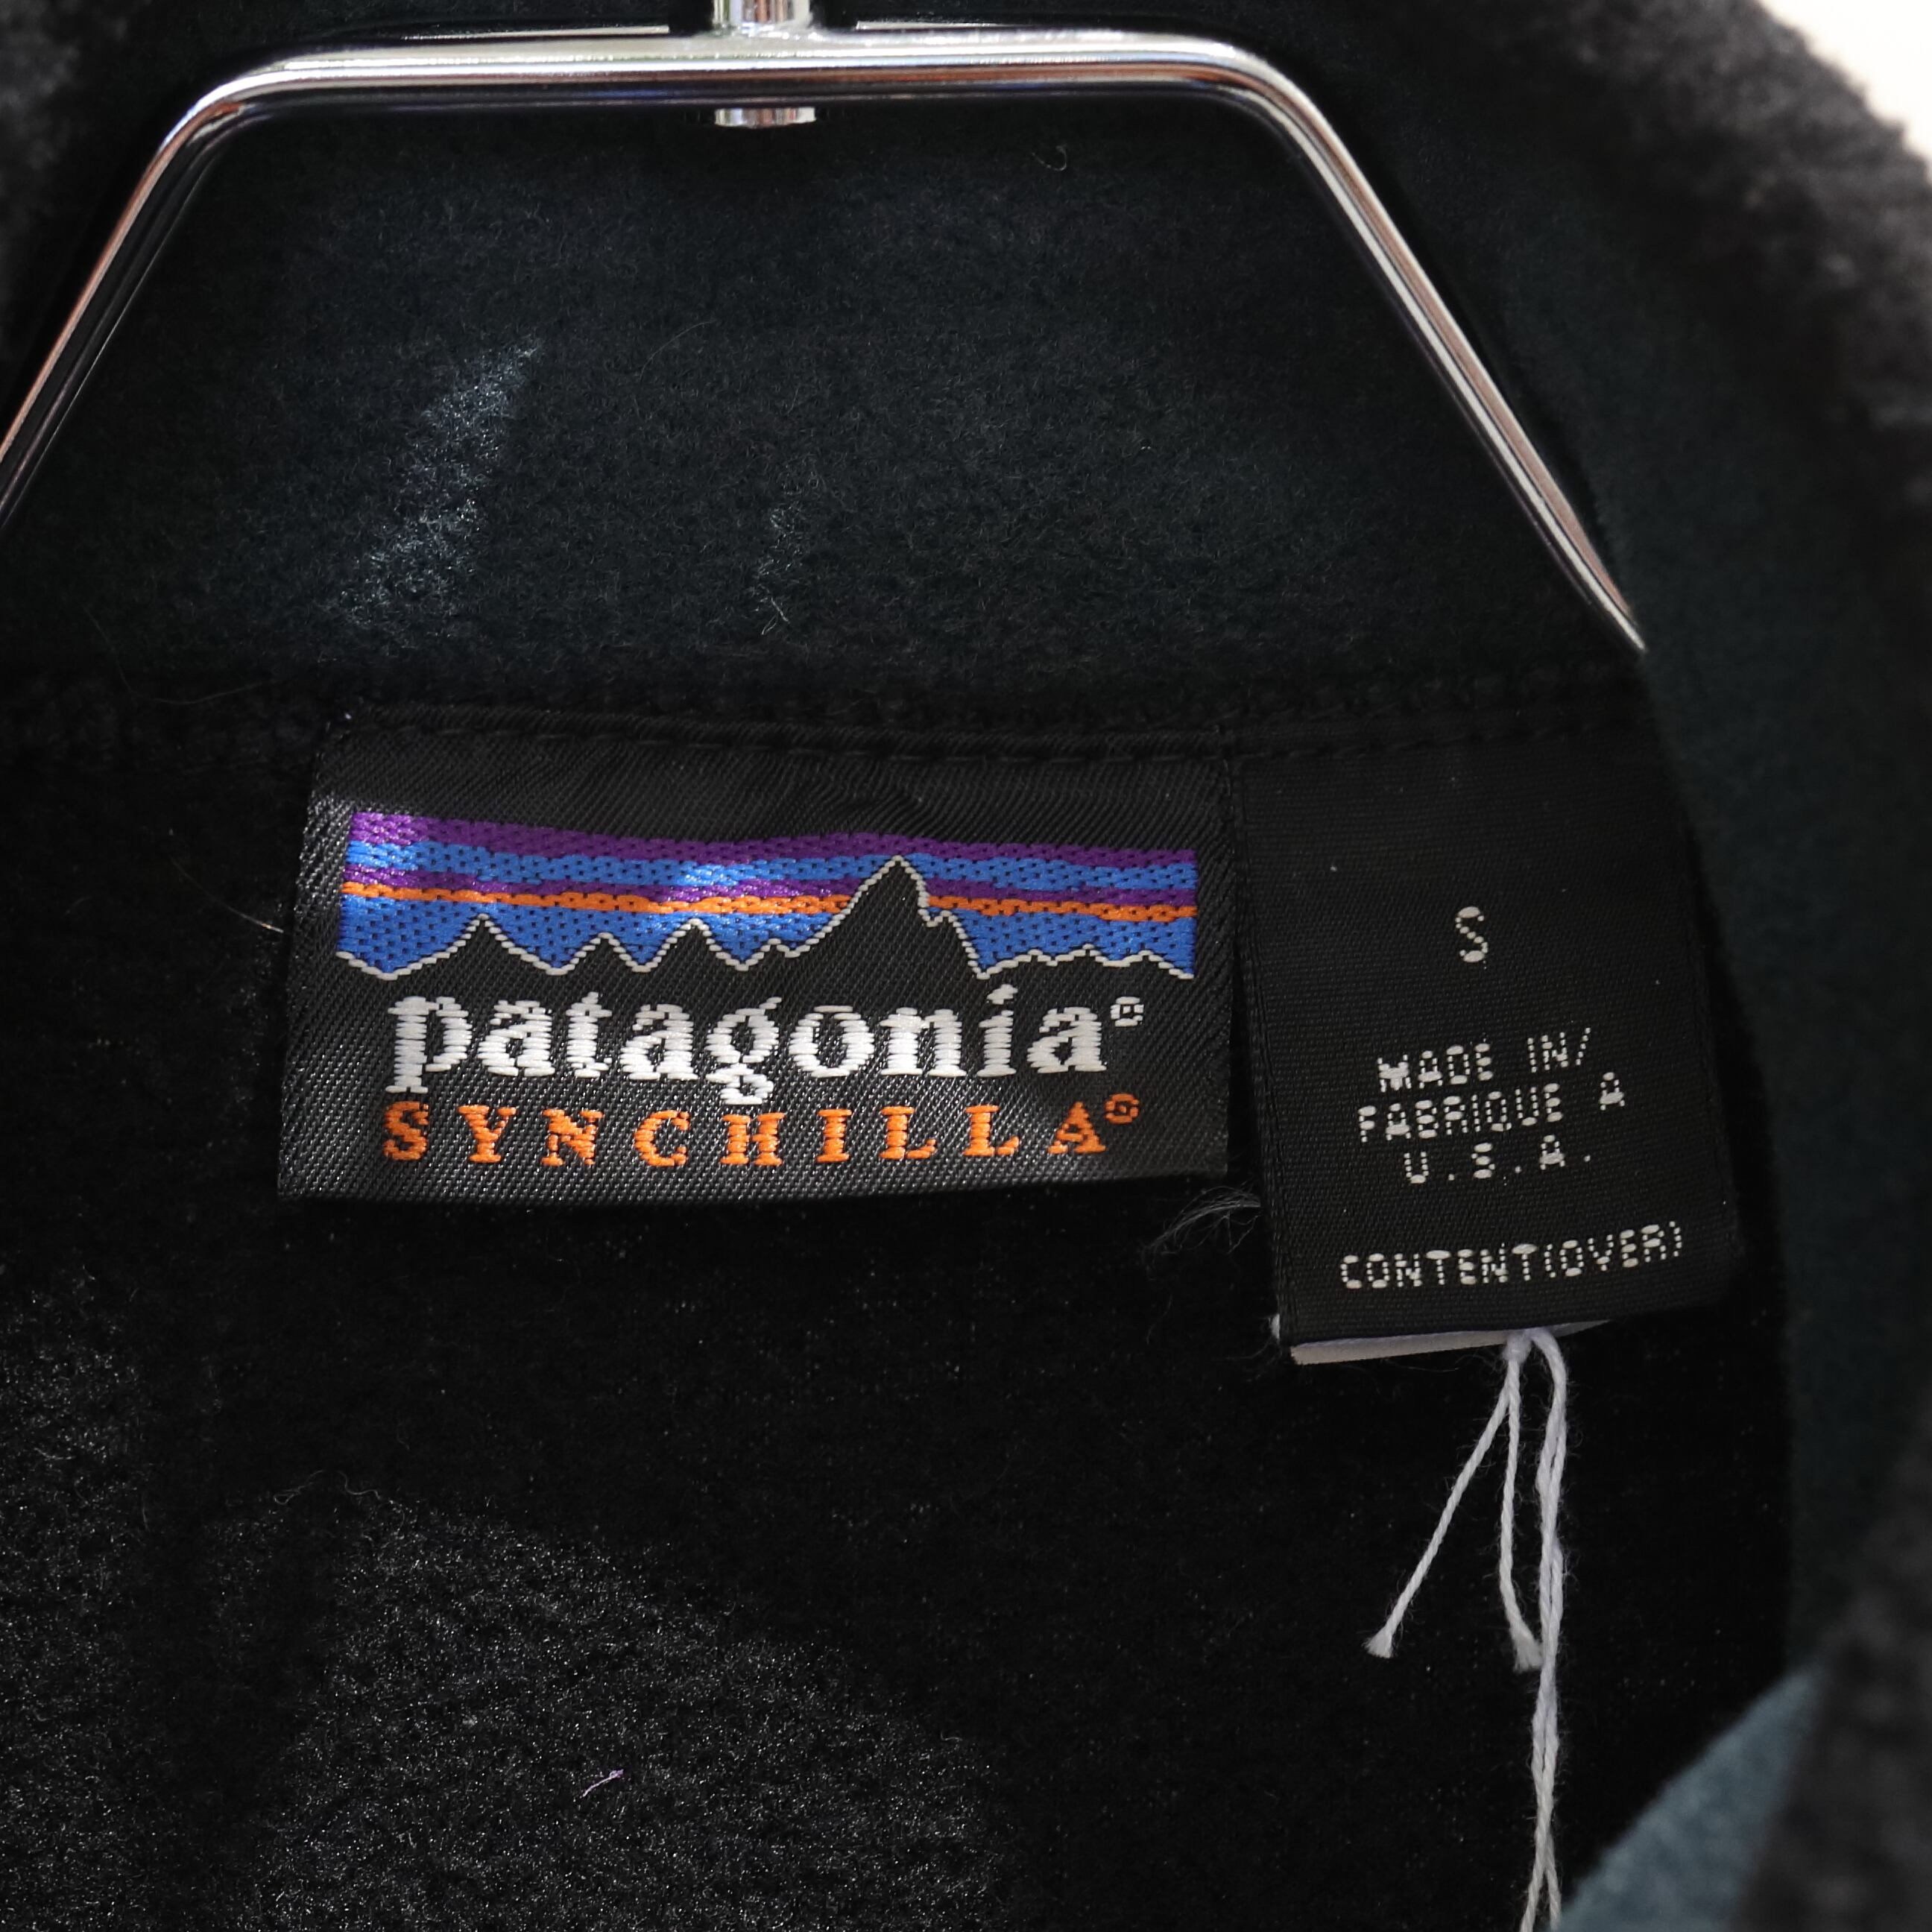 patagonia®
SYNCHILLA®
S
MADE IN/
FABRIQUE A
U.S.A.
CONTENT(OVER)